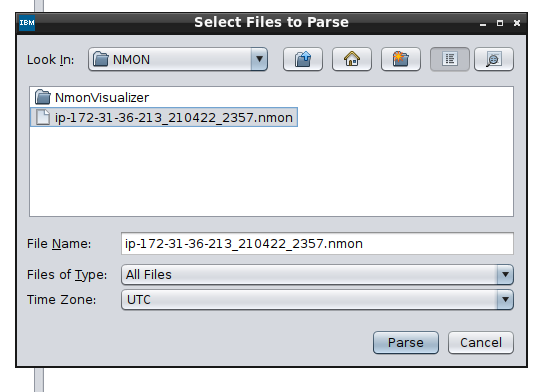 IBM Select Files to Parse
Look In: NMON
NmonVisualizer
ip-172-31-36-213_210422_2357.nmon
File Name: ip-172-31-36-213_210422_2357.nmon
Files of Type: All Files
Time Zone: UTC
Parse Cancel